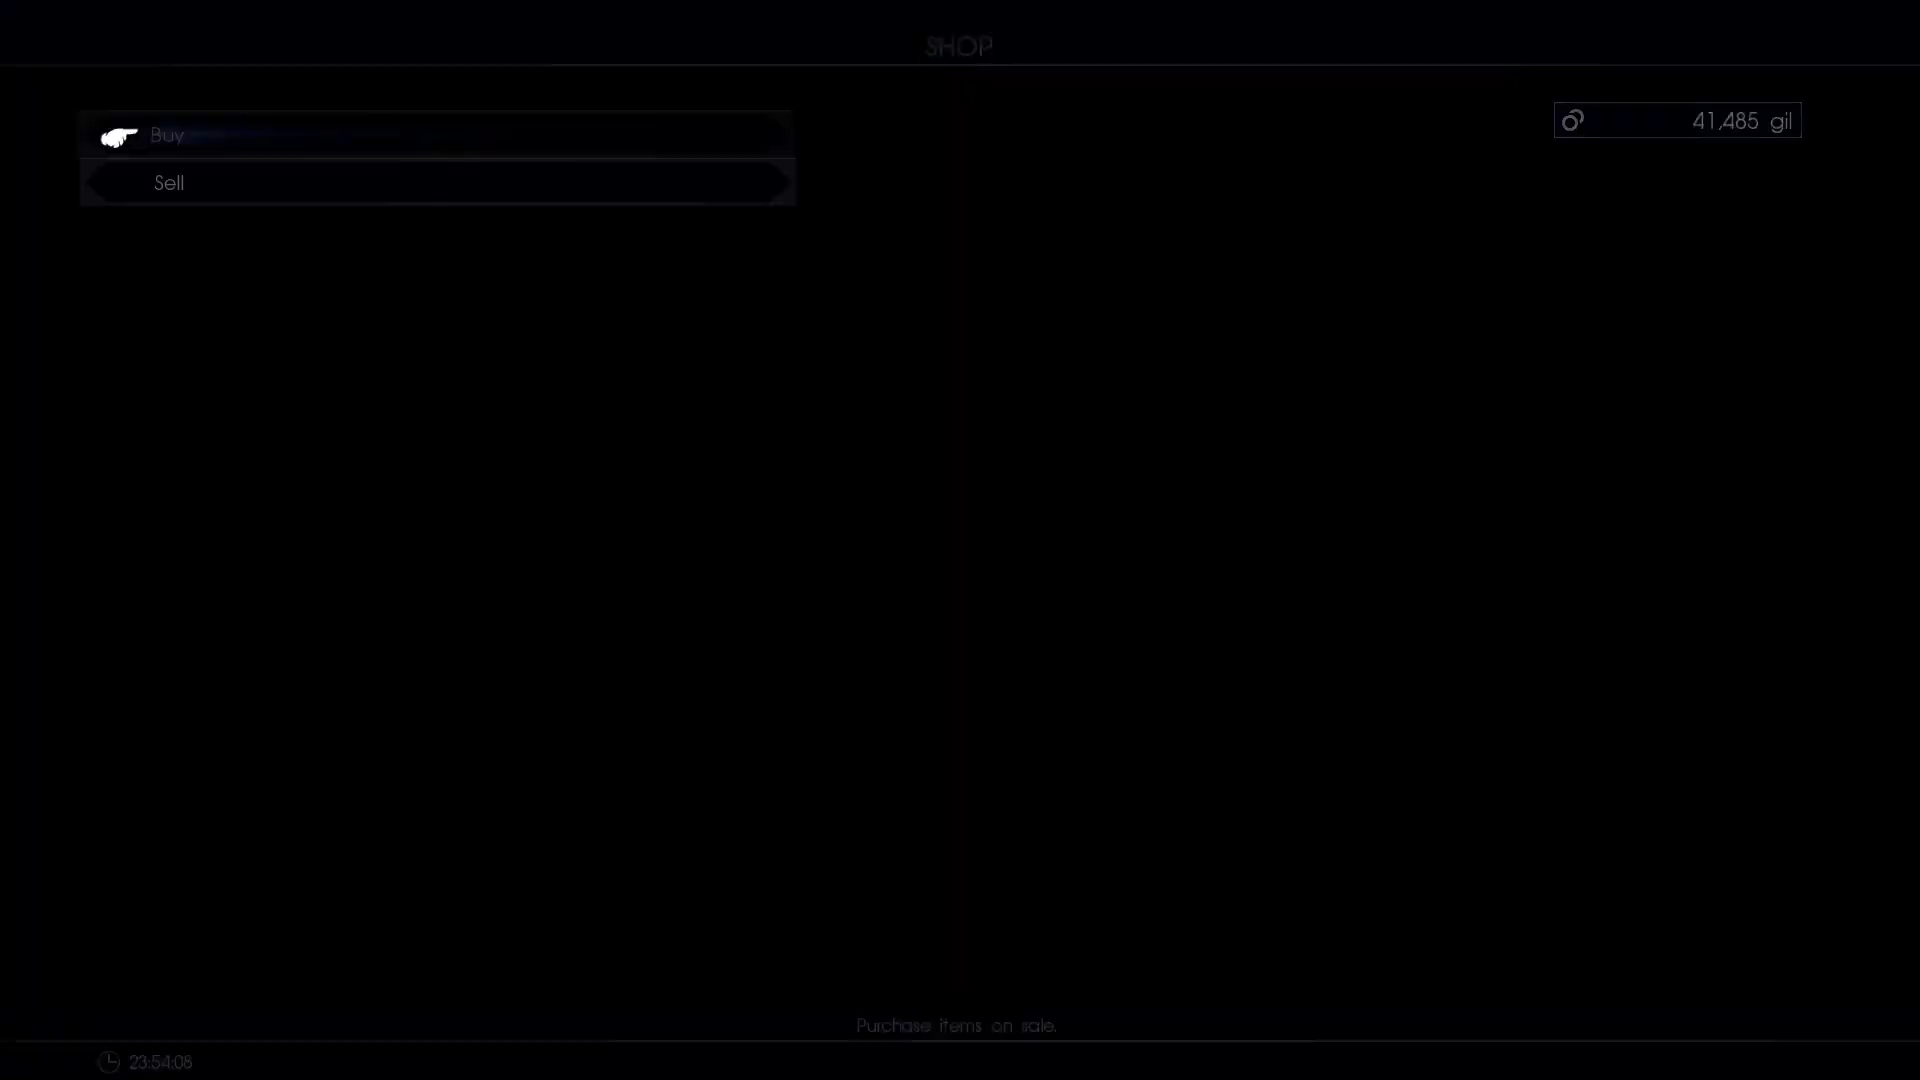 SHOP
Buy
41,485 gil
Sell
Purchase items on sale.
23:54:08